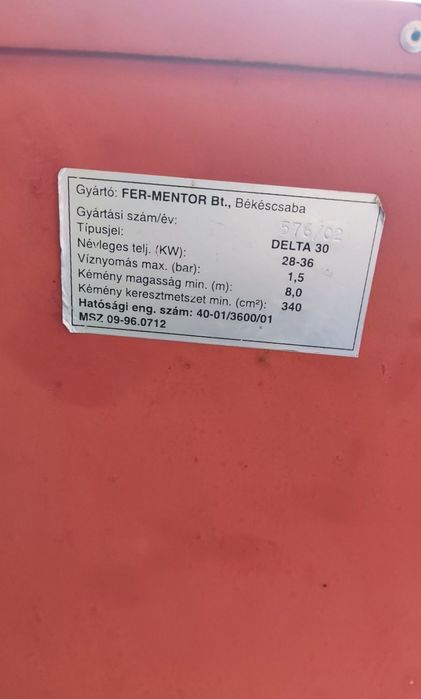 Gyártó: FER-MENTOR Bt., Békéscsaba
Gyártási szám/év: 576/02
Típusjel: DELTA 30
Névleges telj. (KW): 28-36
Víznyomás max. (bar): 1,5
Kémény magasság min. (m): 8,0
Kémény keresztmetszet min. (cm²): 340
Hatósági eng. szám: 40-01/3600/01
MSZ 09-96.0712